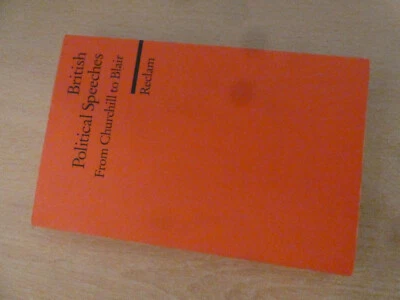 British
Political Speeches
From Churchill to Blair
Reclam